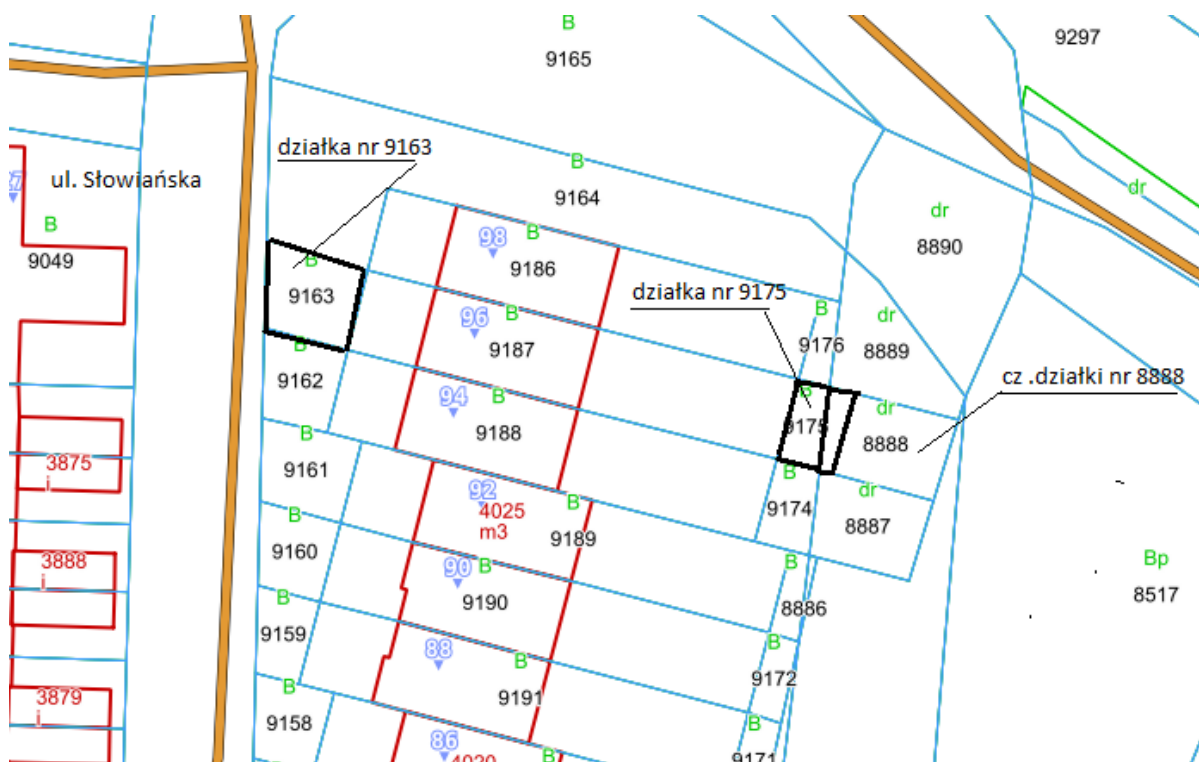 B
9165
9297
działka nr 9163
ul. Słowiańska
B
9164
dr
dr
8890
B
9049
98
B
9186
B
9163
działka nr 9175
96
B
9187
B
9176
dr
8889
B
9162
94
B
9188
B
9175
dr
8888
cz .działki nr 8888
B
9161
3875
i
92
4025
m3
B
9189
B
9174
dr
8887
B
9160
3888
i
90
B
9190
B
8886
Bp
8517
B
9159
88
B
9191
B
9172
3879
i
B
9158
86
B
B
9171